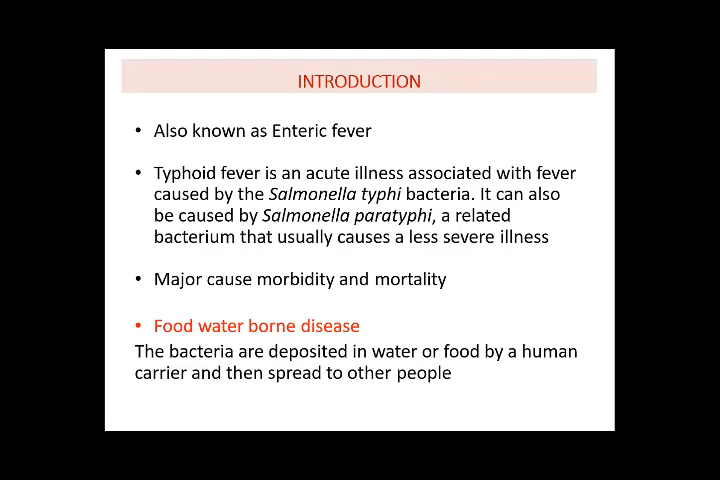 INTRODUCTION
• Also known as Enteric fever
• Typhoid fever is an acute illness associated with fever
caused by the Salmonella typhi bacteria. It can also
be caused by Salmonella paratyphi, a related
bacterium that usually causes a less severe illness
• Major cause morbidity and mortality
• Food water borne disease
The bacteria are deposited in water or food by a human
carrier and then spread to other people